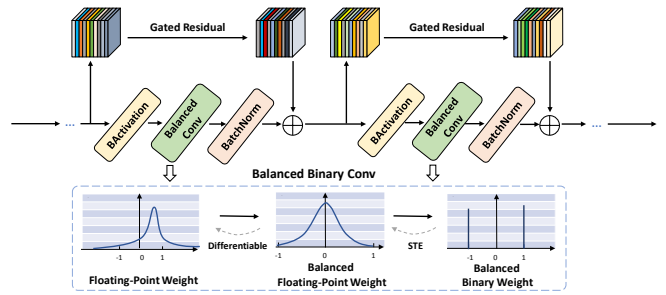 Gated Residual
Gated Residual
...
BActivation
Balanced
Conv
BatchNorm
BActivation
Balanced
Conv
BatchNorm
...
Balanced Binary Conv
-1 0 1
Floating-Point Weight
Differentiable
-1 0 1
Balanced
Floating-Point Weight
STE
-1 0 1
Balanced
Binary Weight